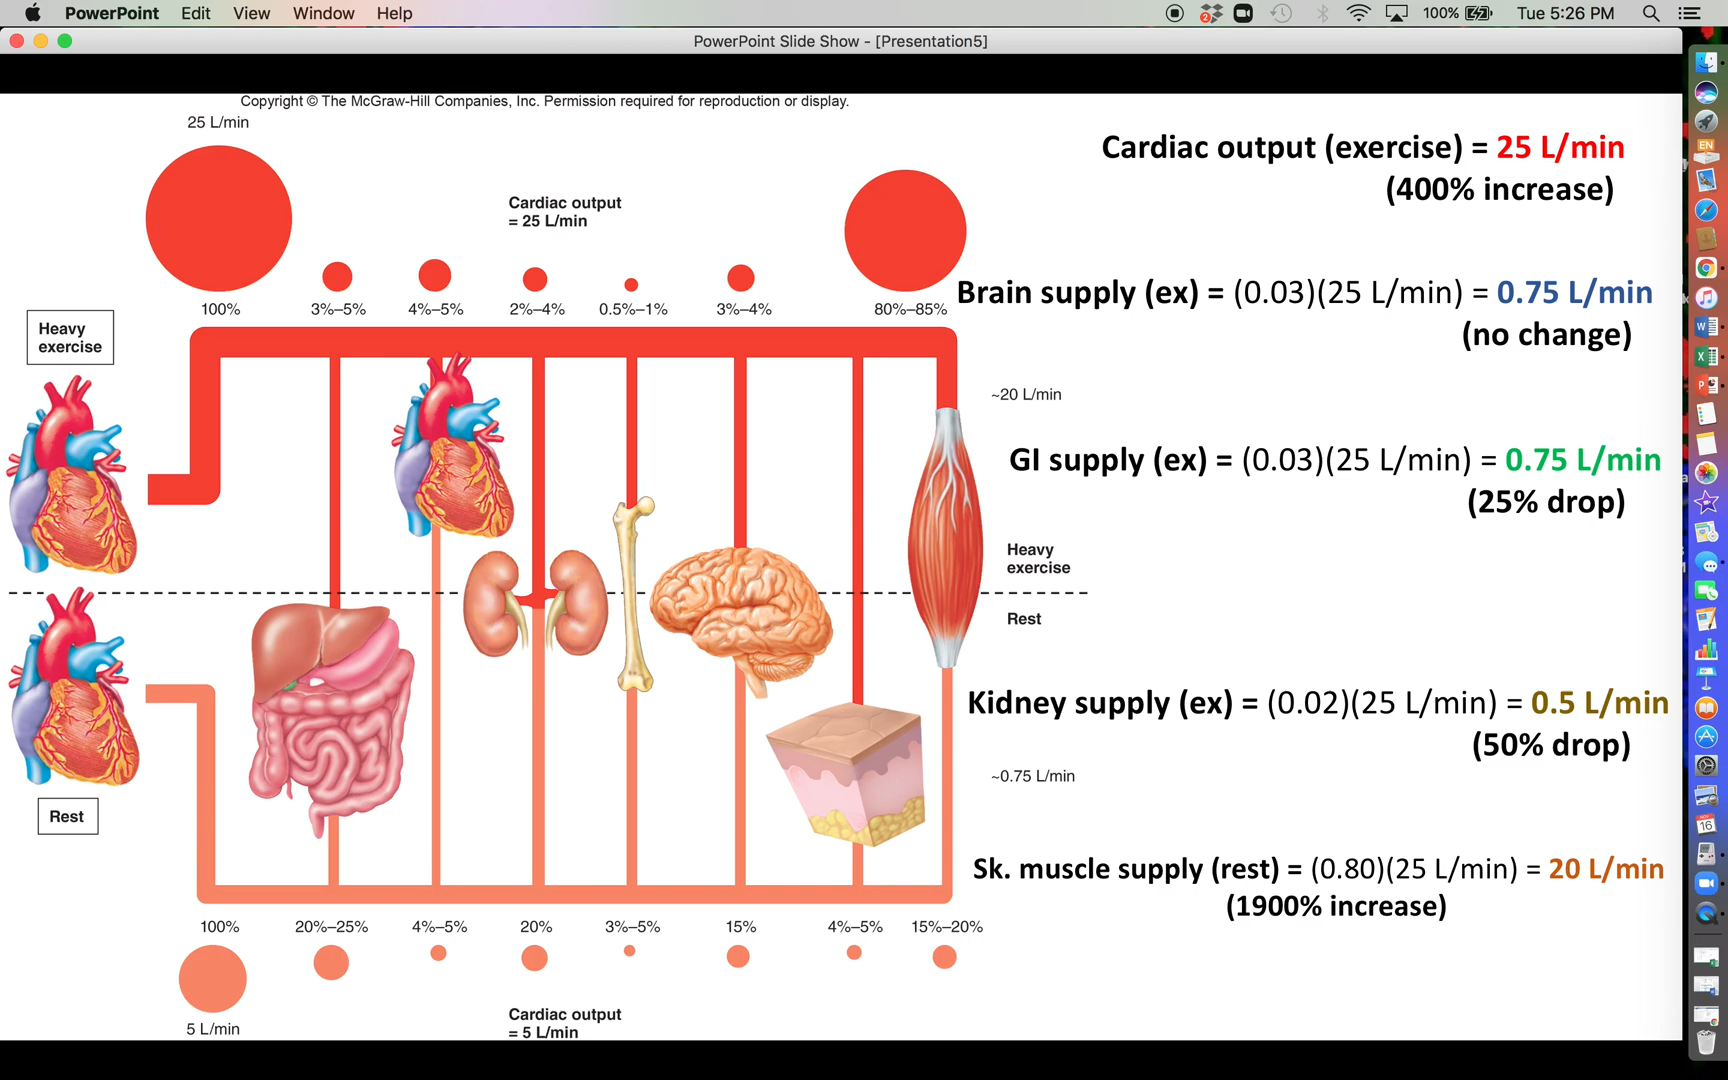 PowerPoint Edit View Window Help
2
100% Tue 5:26 PM
PowerPoint Slide Show - [Presentation5]
Copyright © The McGraw-Hill Companies, Inc. Permission required for reproduction or display.
25 L/min
Cardiac output
= 25 L/min
100% 3%–5% 4%–5% 2%–4% 0.5%–1% 3%–4% 80%–85%
Heavy
exercise
~20 L/min
Heavy
exercise
Rest
~0.75 L/min
Rest
100% 20%–25% 4%–5% 20% 3%–5% 15% 4%–5% 15%–20%
5 L/min
Cardiac output
= 5 L/min
Cardiac output (exercise) = 25 L/min
(400% increase)
Brain supply (ex) = (0.03)(25 L/min) = 0.75 L/min
(no change)
GI supply (ex) = (0.03)(25 L/min) = 0.75 L/min
(25% drop)
Kidney supply (ex) = (0.02)(25 L/min) = 0.5 L/min
(50% drop)
Sk. muscle supply (rest) = (0.80)(25 L/min) = 20 L/min
(1900% increase)
EN
W
X
P
16